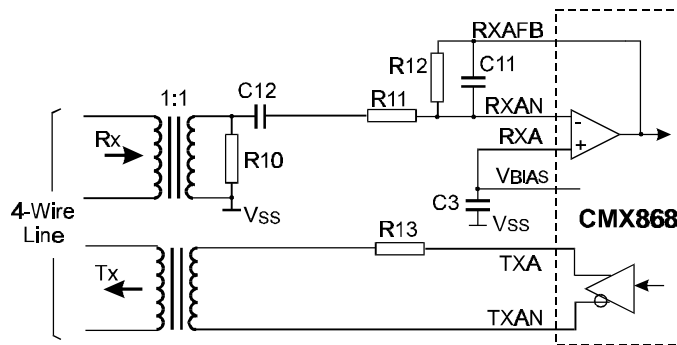 RXAFB
R12
C11
1:1
C12
R11
RXAN
-
Rx
RXA
+
R10
VBIAS
4-Wire
Line
VSS
C3
VSS
CMX868
R13
Tx
TXA
TXAN